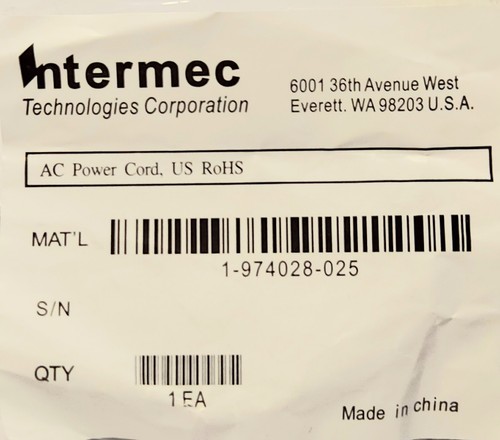 Intermec
Technologies Corporation
6001 36th Avenue West
Everett. WA 98203 U.S.A.
AC Power Cord, US RoHS
MAT'L
1-974028-025
S/N
QTY
1 EA
Made in china